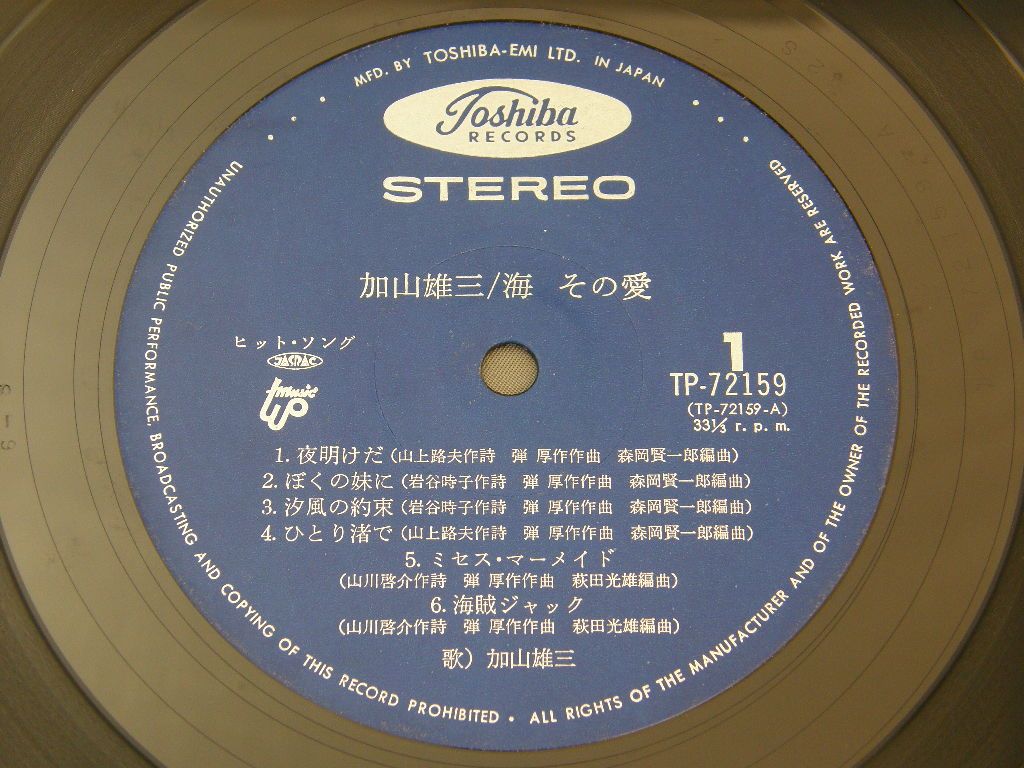 MFD. BY TOSHIBA-EMI LTD. IN JAPAN
Toshiba
RECORDS
STEREO
加山雄三/海 その愛
ヒット・ソング
JASRAC
music
UP
1
TP-72159
(TP-72159-A)
33⅓ r. p. m.
1. 夜明けだ (山上路夫作詩 弾 厚作作曲 森岡賢一郎編曲)
2. ぼくの妹に (岩谷時子作詩 弾 厚作作曲 森岡賢一郎編曲)
3. 汐風の約束 (岩谷時子作詩 弾 厚作作曲 森岡賢一郎編曲)
4. ひとり渚で (山上路夫作詩 弾 厚作作曲 森岡賢一郎編曲)
5. ミセス・マーメイド
(山川啓介作詩 弾 厚作作曲 萩田光雄編曲)
6. 海賊ジャック
(山川啓介作詩 弾 厚作作曲 萩田光雄編曲)
歌) 加山雄三
UNAUTHORIZED PUBLIC PERFORMANCE, BROADCASTING AND COPYING OF THIS RECORD PROHIBITED • ALL RIGHTS OF THE MANUFACTURER AND OF THE OWNER OF THE RECORDED WORK ARE RESERVED